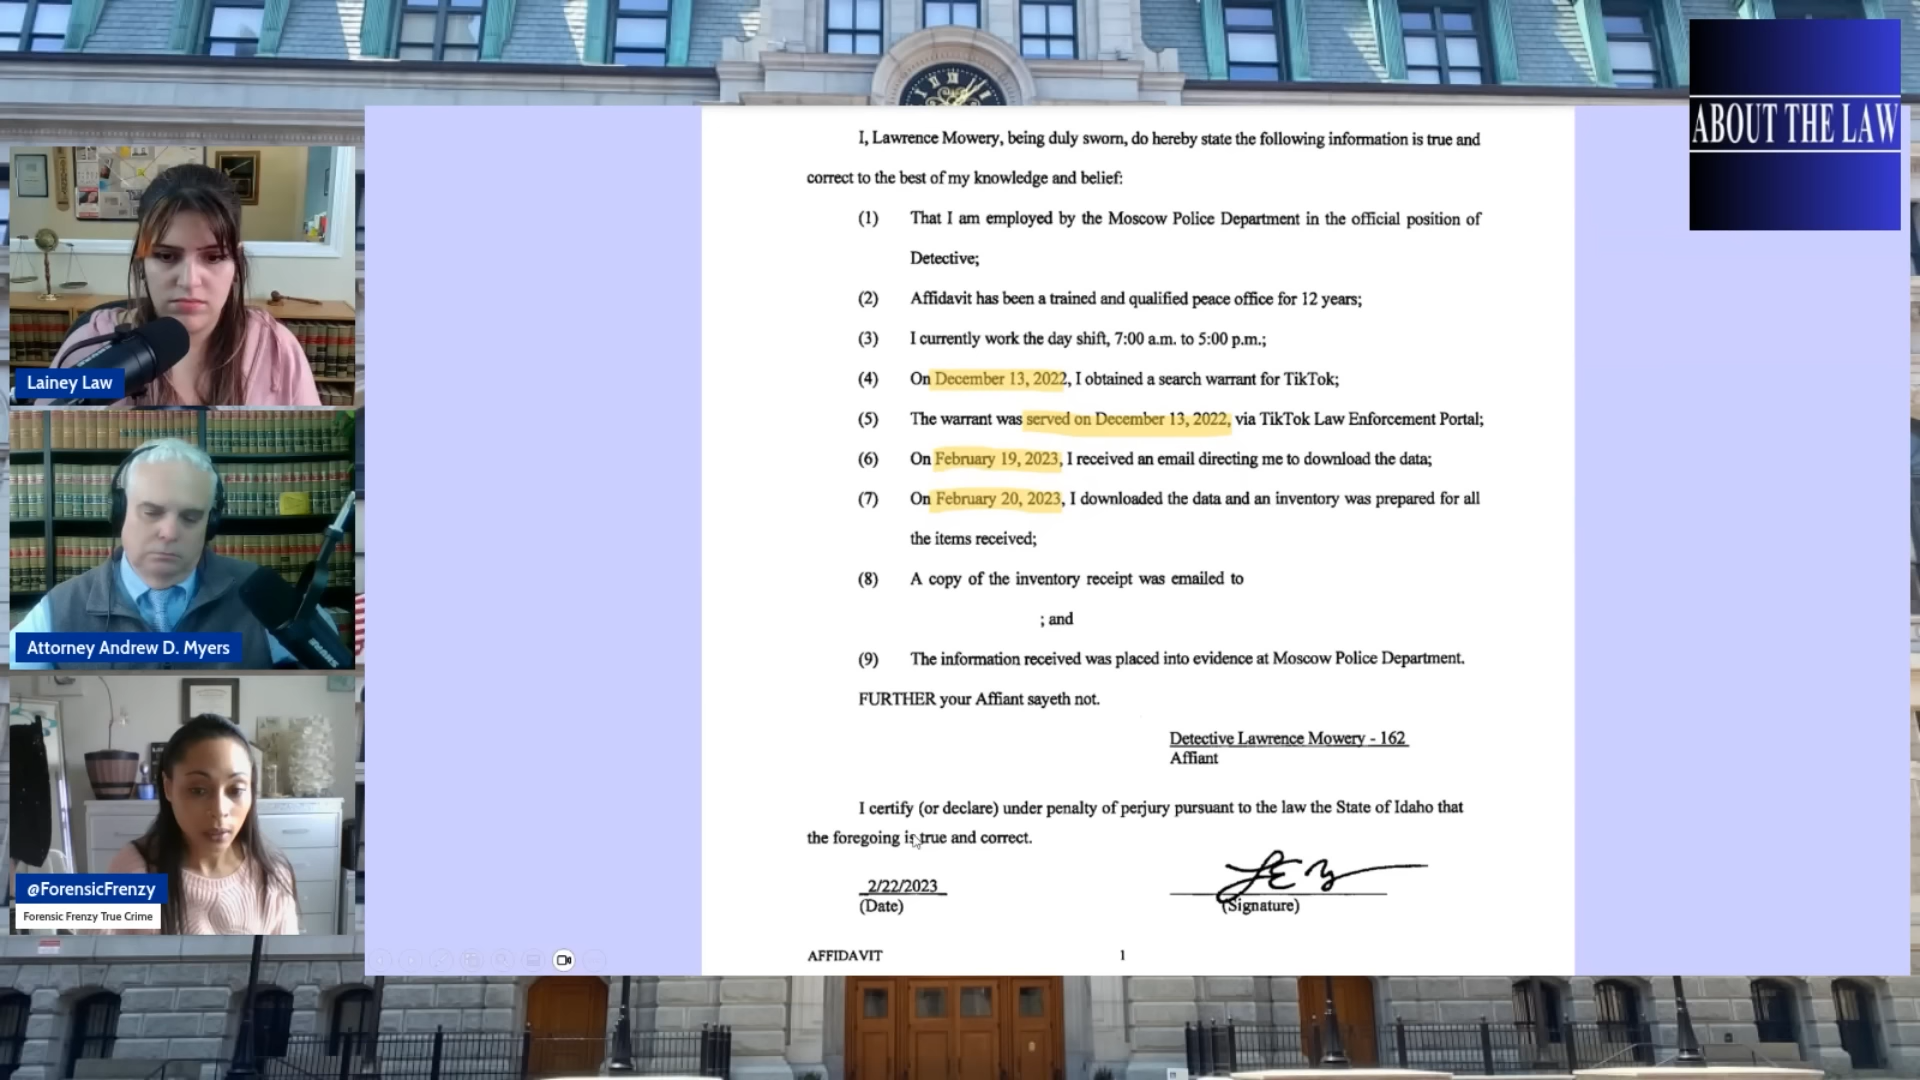 ABOUT THE LAW
I, Lawrence Mowery, being duly sworn, do hereby state the following information is true and
correct to the best of my knowledge and belief:
(1) That I am employed by the Moscow Police Department in the official position of
Detective;
(2) Affidavit has been a trained and qualified peace office for 12 years;
(3) I currently work the day shift, 7:00 a.m. to 5:00 p.m.;
(4) On December 13, 2022, I obtained a search warrant for TikTok;
(5) The warrant was served on December 13, 2022, via TikTok Law Enforcement Portal;
(6) On February 19, 2023, I received an email directing me to download the data;
(7) On February 20, 2023, I downloaded the data and an inventory was prepared for all
the items received;
(8) A copy of the inventory receipt was emailed to
; and
(9) The information received was placed into evidence at Moscow Police Department.
FURTHER your Affiant sayeth not.
Detective Lawrence Mowery - 162
Affiant
I certify (or declare) under penalty of perjury pursuant to the law the State of Idaho that
the foregoing is true and correct.
2/22/2023
(Date)
(Signature)
AFFIDAVIT 1
Lainey Law
Attorney Andrew D. Myers
@ForensicFrenzy
Forensic Frenzy True Crime